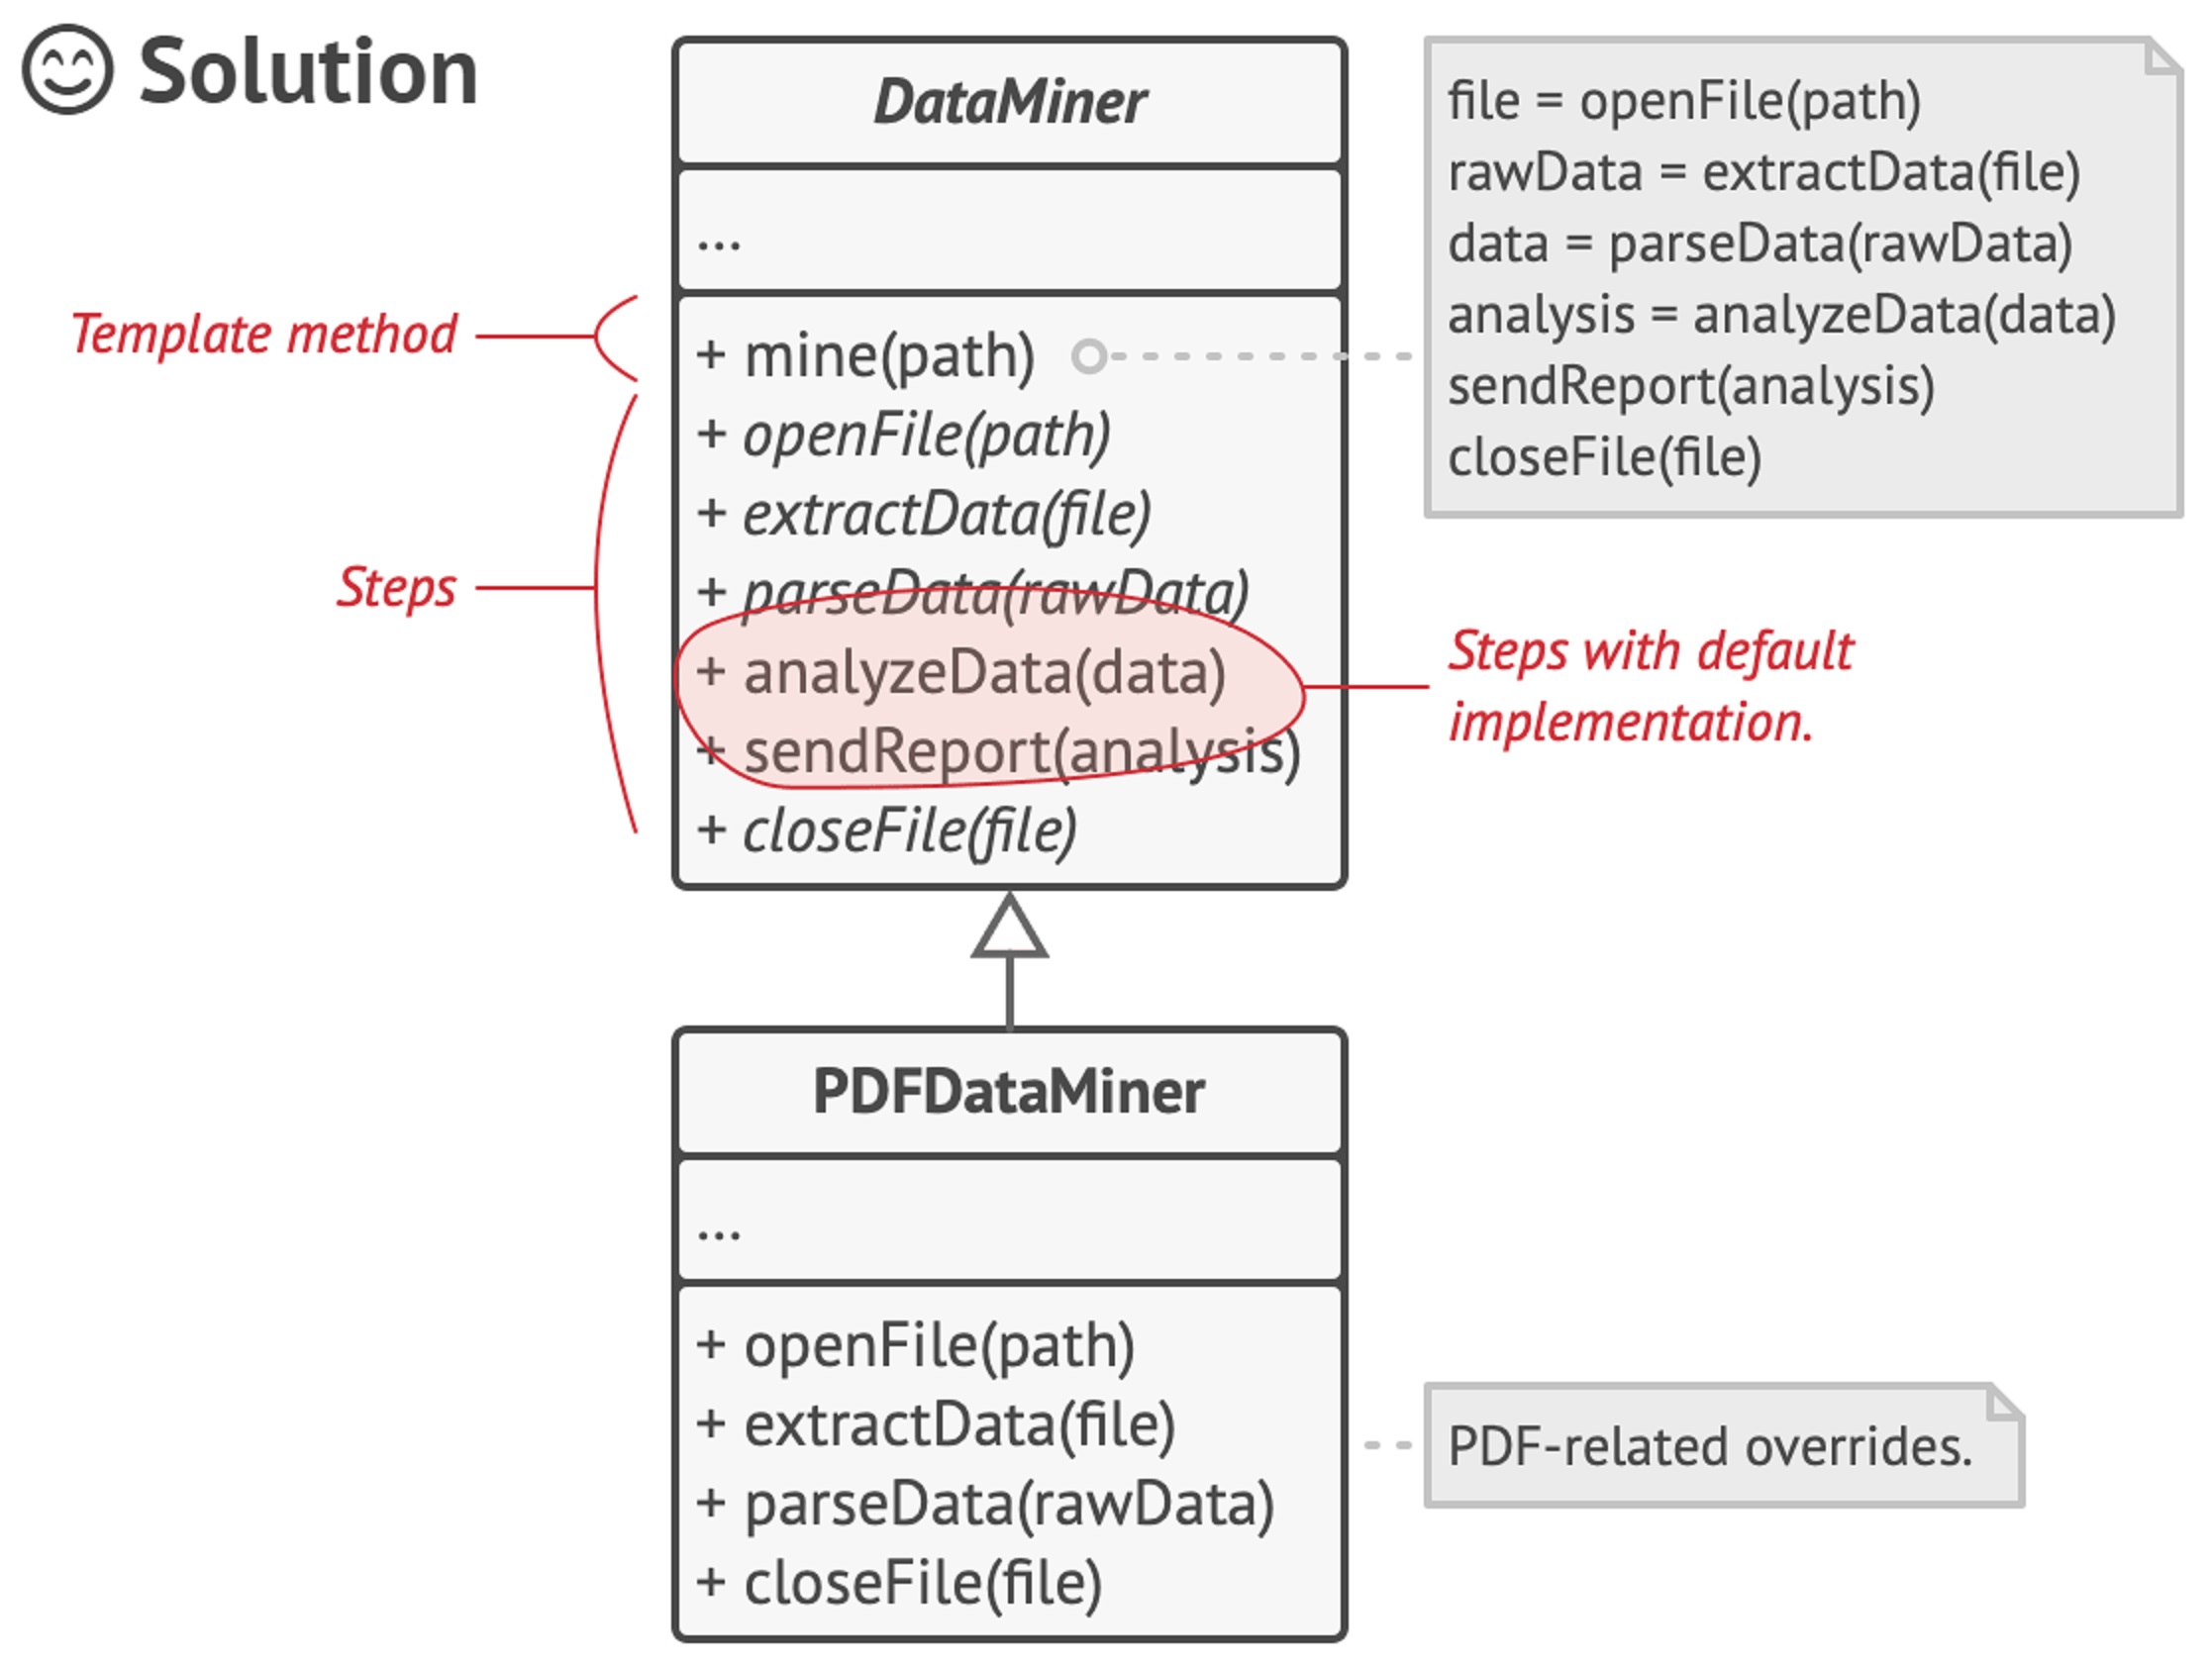 Solution
DataMiner
...
Template method
+ mine(path)
+ openFile(path)
+ extractData(file)
+ parseData(rawData)
+ analyzeData(data)
+ sendReport(analysis)
+ closeFile(file)
Steps
file = openFile(path)
rawData = extractData(file)
data = parseData(rawData)
analysis = analyzeData(data)
sendReport(analysis)
closeFile(file)
Steps with default
implementation.
PDFDataMiner
...
+ openFile(path)
+ extractData(file)
+ parseData(rawData)
+ closeFile(file)
PDF-related overrides.